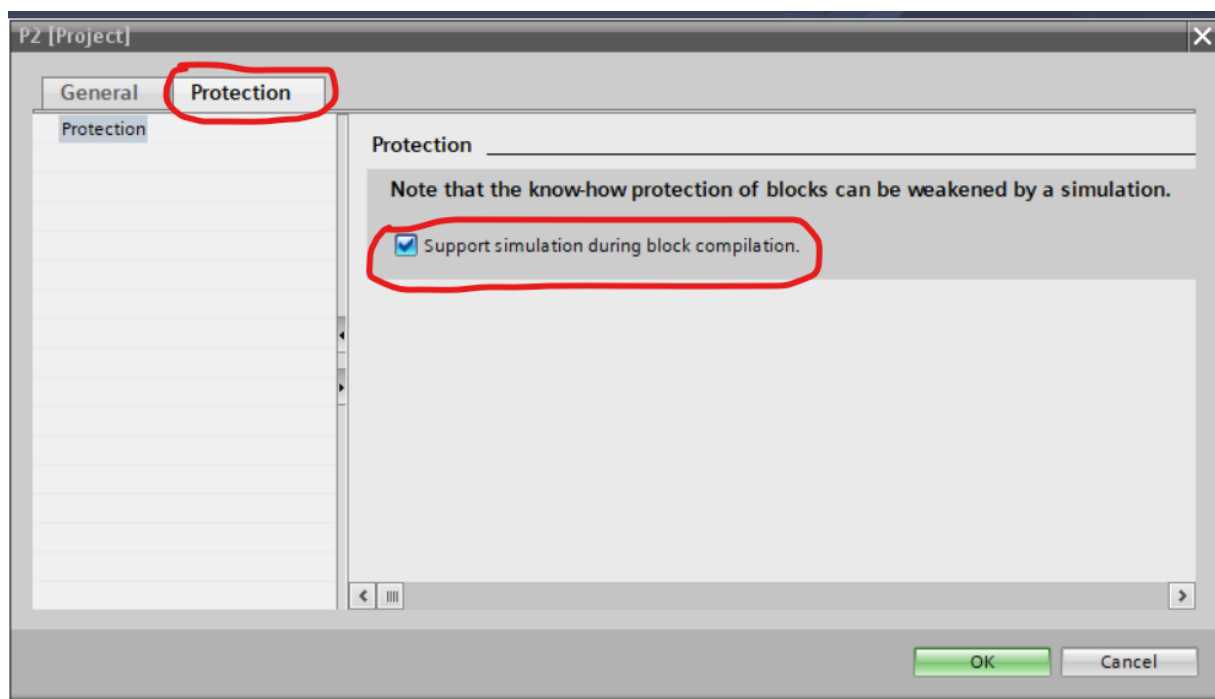 P2 [Project]
General Protection
Protection
Protection
Note that the know-how protection of blocks can be weakened by a simulation.
Support simulation during block compilation.
OK Cancel